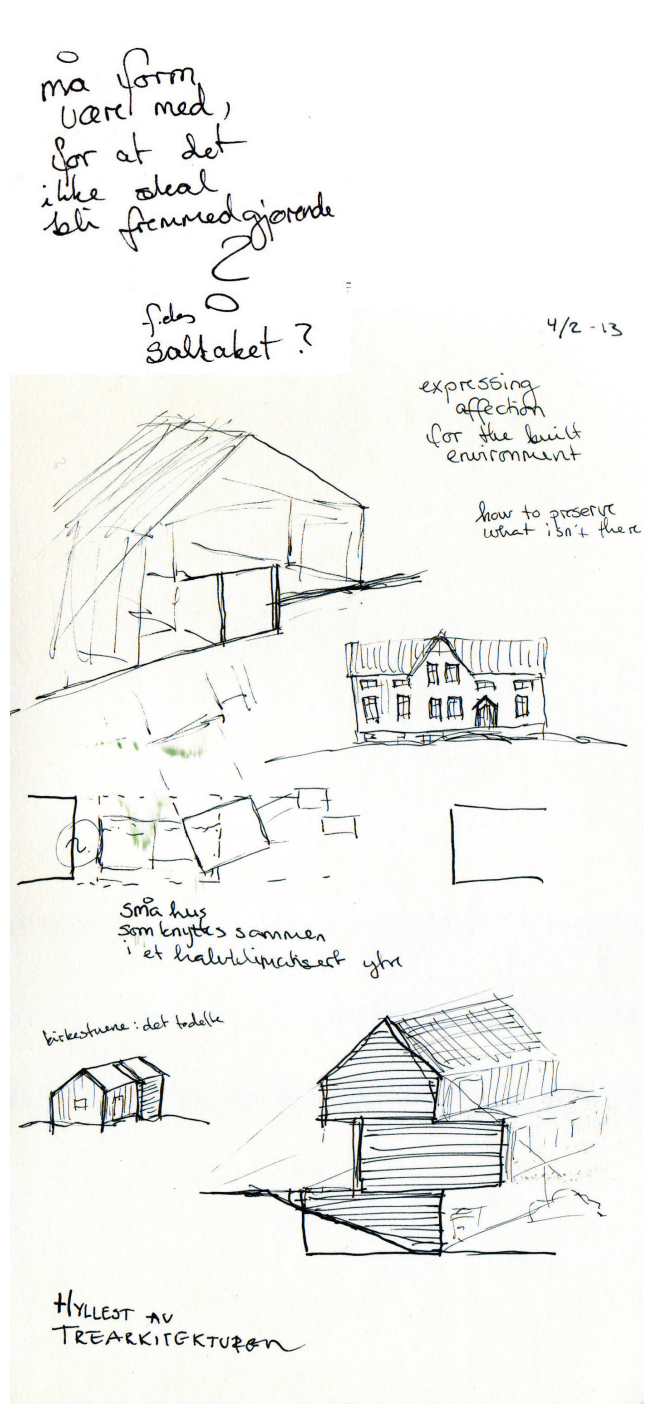 må form
være med,
for at det
ikke skal
bli fremmedgjørende
?
f.eks
saltaket ?
4/2 - 13
expressing
affection
for the built
environment
how to preserve
what isn't there
små hus
som knyttes sammen
i et halvklimatisert ytre
birkestuene : det todelte
HYLLEST AV
TREARKITEKTUREN